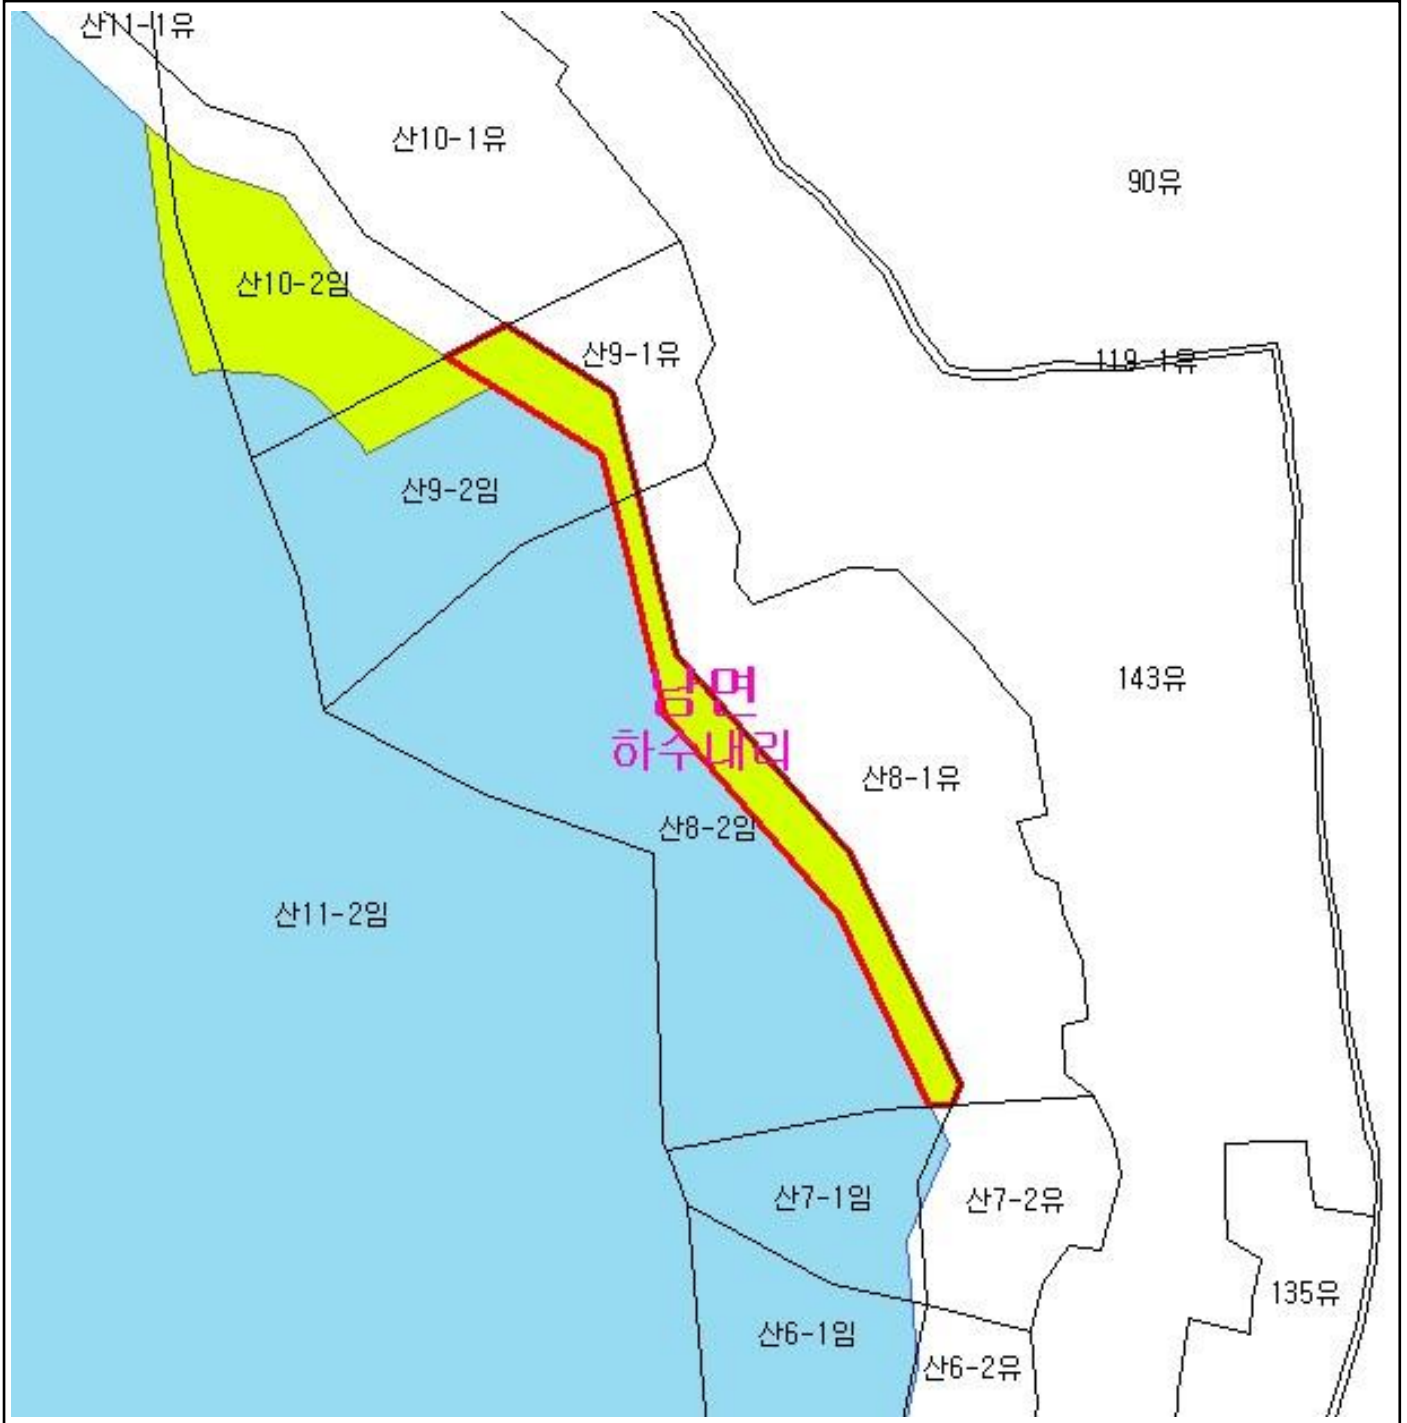 산11-1유
산10-1유
90유
산10-2임
산9-1유
119-1유
산9-2임
143유
남면
하수내리
산8-1유
산8-2임
산11-2임
산7-1임
산7-2유
135유
산6-1임
산6-2유